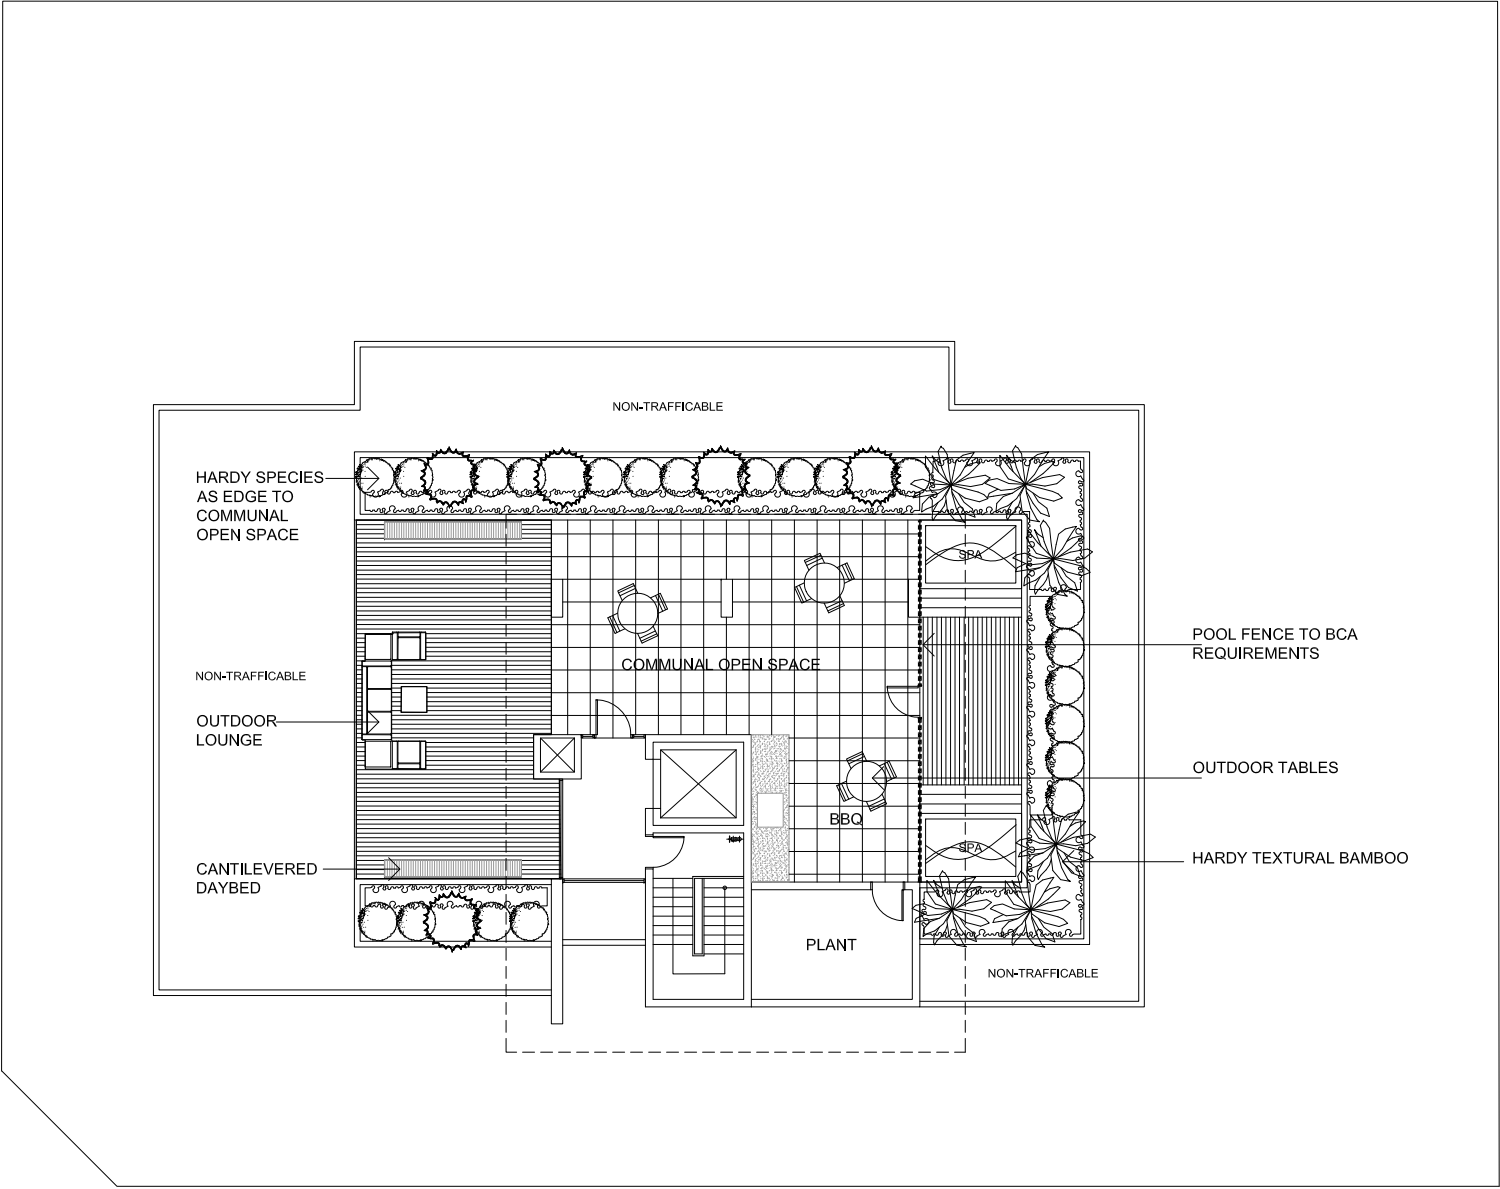 NON-TRAFFICABLE
HARDY SPECIES
AS EDGE TO
COMMUNAL
OPEN SPACE
SPA
POOL FENCE TO BCA
REQUIREMENTS
COMMUNAL OPEN SPACE
NON-TRAFFICABLE
OUTDOOR
LOUNGE
OUTDOOR TABLES
BBQ
SPA
HARDY TEXTURAL BAMBOO
CANTILEVERED
DAYBED
PLANT
NON-TRAFFICABLE